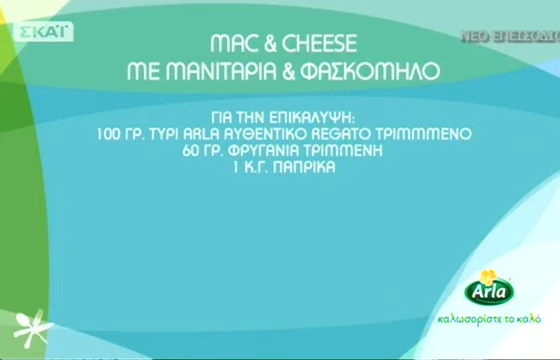 ΣΚΑΪ
ΝΕΟ ΕΠΕΙΣΟΔΙΟ
MAC & CHEESE
ΜΕ ΜΑΝΙΤΑΡΙΑ & ΦΑΣΚΟΜΗΛΟ
ΓΙΑ ΤΗΝ ΕΠΙΚΑΛΥΨΗ:
100 ΓΡ. ΤΥΡΙ ARLA ΑΥΘΕΝΤΙΚΟ REGATO ΤΡΙΜΜΜΕΝΟ
60 ΓΡ. ΦΡΥΓΑΝΙΑ ΤΡΙΜΜΕΝΗ
1 Κ.Γ. ΠΑΠΡΙΚΑ
Arla
καλωσορίστε το καλό